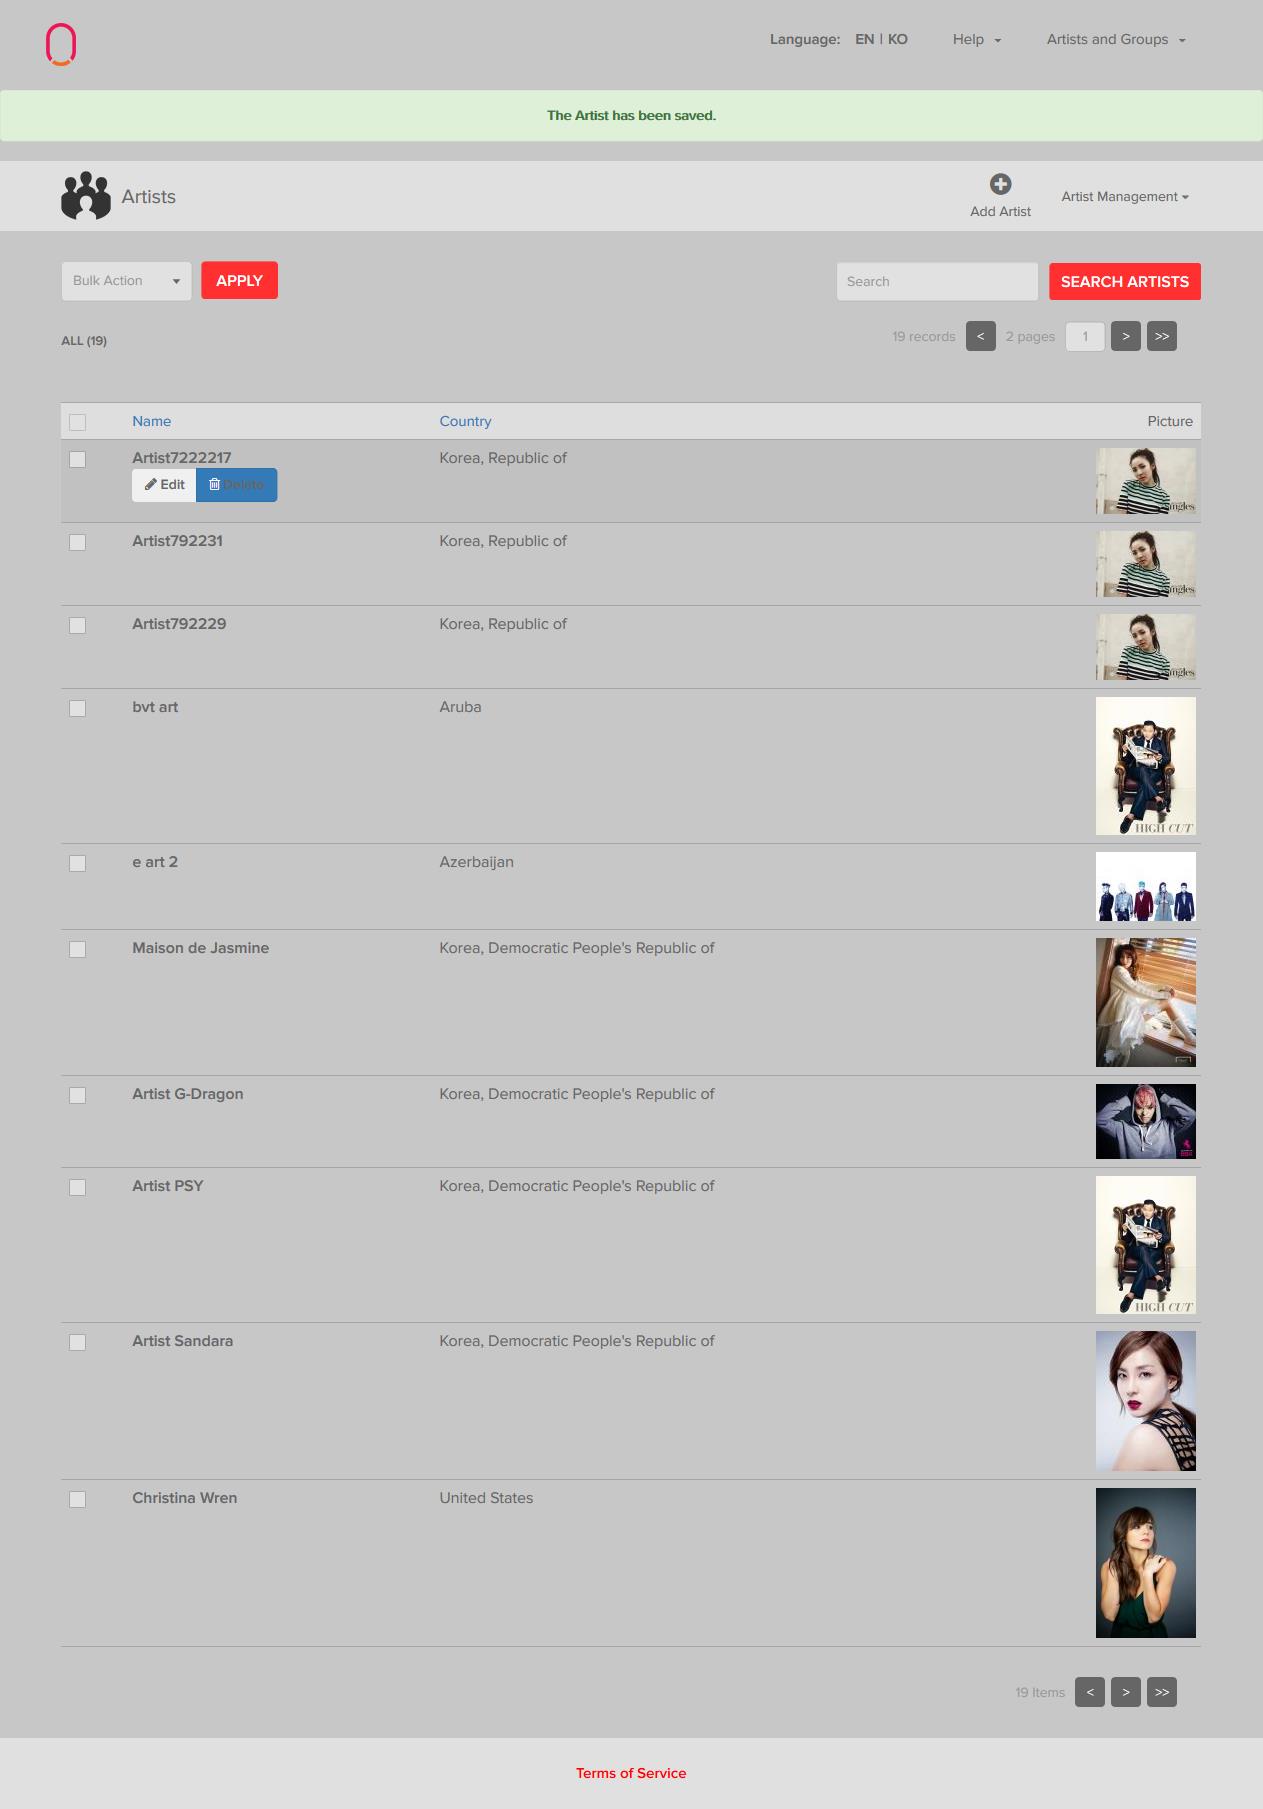 Language: EN | KO Help Artists and Groups
The Artist has been saved.
Artists
Add Artist
Artist Management
Bulk Action APPLY
Search SEARCH ARTISTS
ALL (19)
19 records < 2 pages 1 > >>
Name Country Picture
Artist7222217 Korea, Republic of
Edit Delete
Artist792231 Korea, Republic of
Artist792229 Korea, Republic of
bvt art Aruba
HIGH CUT
e art 2 Azerbaijan
Maison de Jasmine Korea, Democratic People's Republic of
Artist G-Dragon Korea, Democratic People's Republic of
Artist PSY Korea, Democratic People's Republic of
HIGH CUT
Artist Sandara Korea, Democratic People's Republic of
Christina Wren United States
19 Items < > >>
Terms of Service